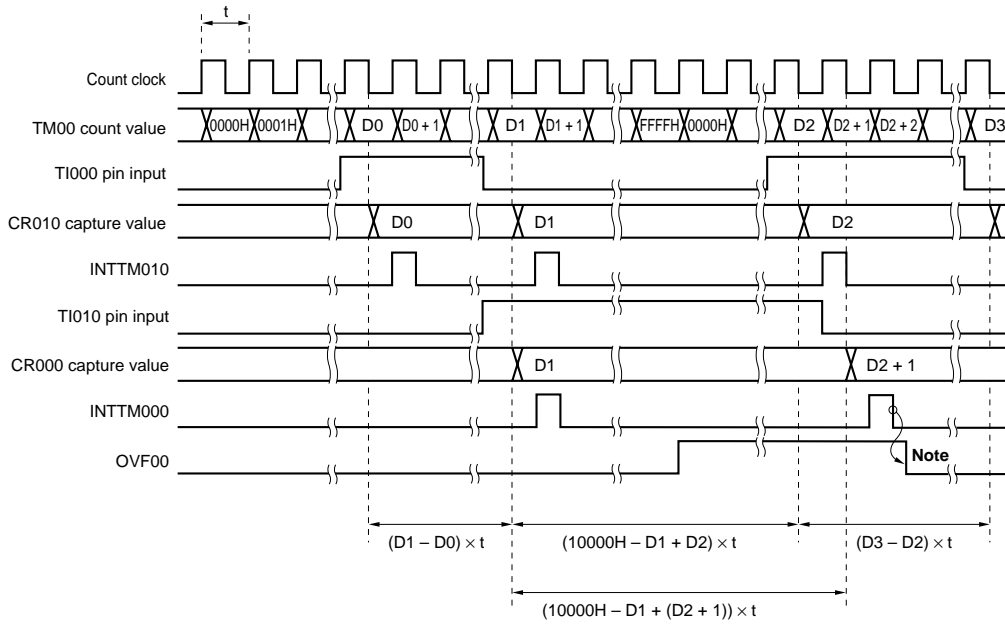 t
Count clock
TM00 count value 0000H 0001H D0 D0 + 1 D1 D1 + 1 FFFFH 0000H D2 D2 + 1 D2 + 2 D3
TI000 pin input
CR010 capture value D0 D1 D2
INTTM010
TI010 pin input
CR000 capture value D1 D2 + 1
INTTM000
OVF00 Note
(D1 – D0) × t (10000H – D1 + D2) × t (D3 – D2) × t
(10000H – D1 + (D2 + 1)) × t